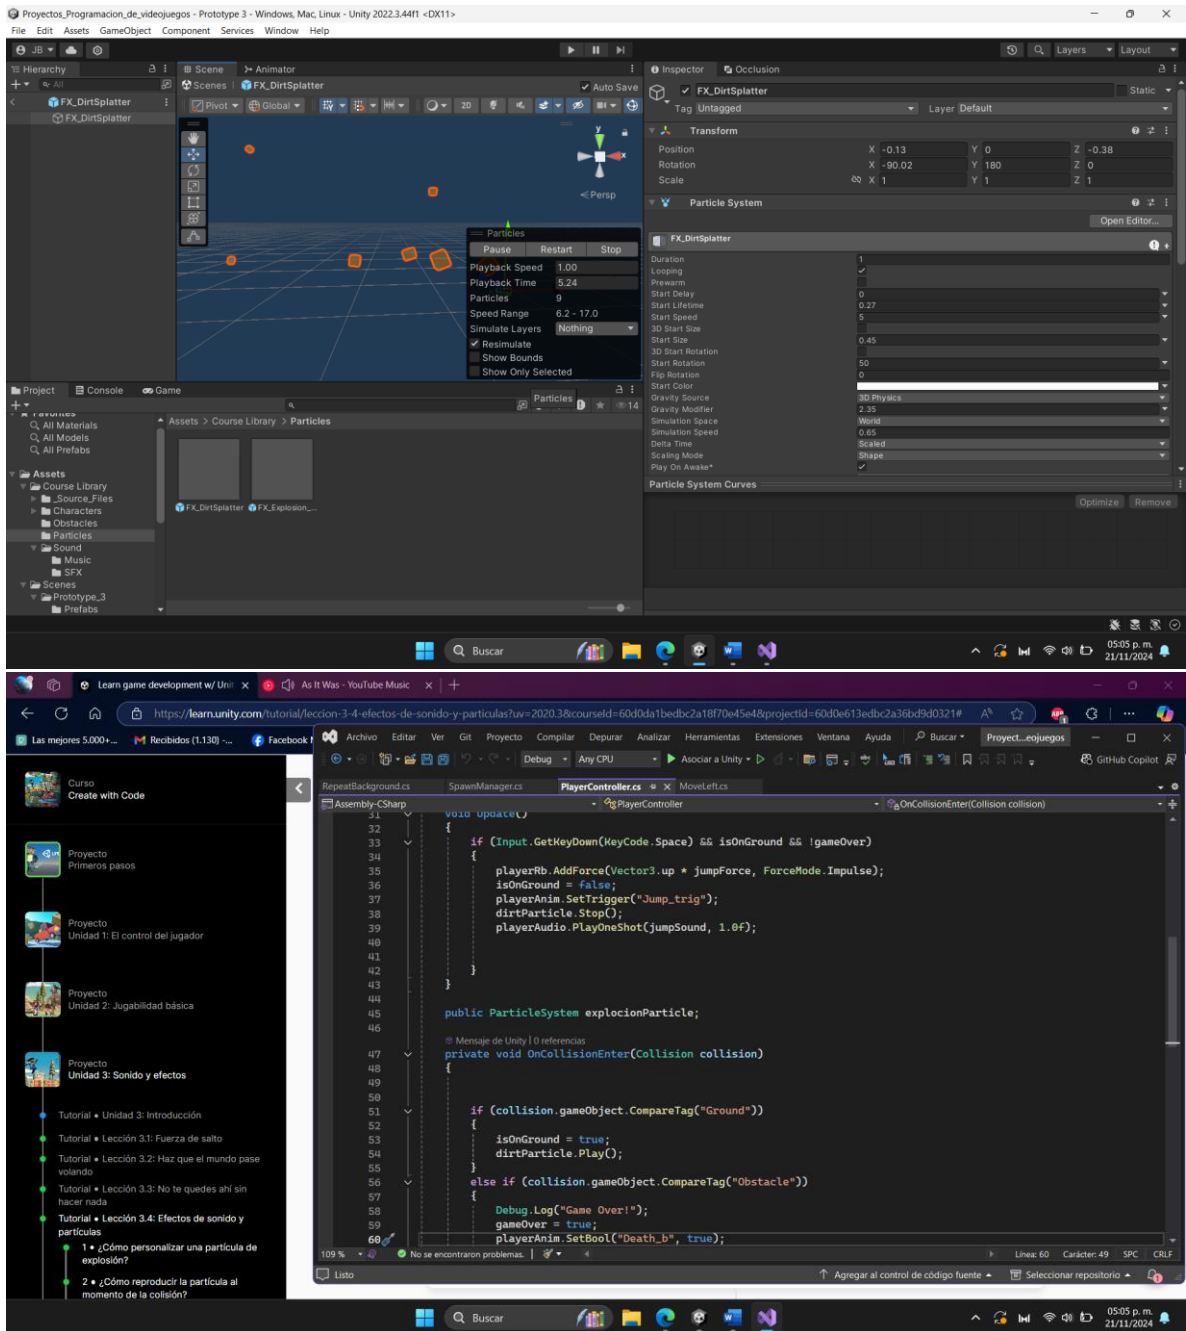 Proyectos_Programacion_de_videojuegos - Prototype 3 - Windows, Mac, Linux - Unity 2022.3.44f1 <DX11>
File Edit Assets GameObject Component Services Window Help
JB Layers Layout
Hierarchy Scene Animator Inspector Occlusion
All Scenes FX_DirtSplatter Auto Save FX_DirtSplatter Static
FX_DirtSplatter Pivot Global 2D Tag Untagged Layer Default
FX_DirtSplatter
y
x
Persp
Transform
Position X -0.13 Y 0 Z -0.38
Rotation X -90.02 Y 180 Z 0
Scale X 1 Y 1 Z 1
Particle System
Open Editor...
FX_DirtSplatter
Duration 1
Looping
Prewarm
Start Delay 0
Start Lifetime 0.27
Start Speed 5
3D Start Size
Start Size 0.45
3D Start Rotation
Start Rotation 50
Flip Rotation 0
Start Color
Gravity Source 3D Physics
Gravity Modifier 2.35
Simulation Space World
Simulation Speed 0.65
Delta Time Scaled
Scaling Mode Shape
Play On Awake*
Particle System Curves
Optimize Remove
Particles
Pause Restart Stop
Playback Speed 1.00
Playback Time 5.24
Particles 9
Speed Range 6.2 - 17.0
Simulate Layers Nothing
Resimulate
Show Bounds
Show Only Selected
Particles
Project Console Game
14
Favorites
All Materials
All Models
All Prefabs
Assets
Course Library
_Source_Files
Characters
Obstacles
Particles
Sound
Music
SFX
Scenes
Prototype_3
Prefabs
Assets > Course Library > Particles
FX_DirtSplatter FX_Explosion_...
Buscar
05:05 p. m.
21/11/2024
Learn game development w/ Unit As It Was - YouTube Music
https://learn.unity.com/tutorial/leccion-3-4-efectos-de-sonido-y-particulas?uv=2020.3&courseId=60d0da1bedbc2a18f70e45e4&projectId=60d0e613edbc2a36bd9d0321#
Las mejores 5.000+... Recibidos (1.130) -... Facebook
Archivo Editar Ver Git Proyecto Compilar Depurar Analizar Herramientas Extensiones Ventana Ayuda Buscar Proyect...eojuegos
Debug Any CPU Asociar a Unity GitHub Copilot
RepeatBackground.cs SpawnManager.cs PlayerController.cs MoveLeft.cs
Assembly-CSharp PlayerController OnCollisionEnter(Collision collision)
Curso
Create with Code
Proyecto
Primeros pasos
Proyecto
Unidad 1: El control del jugador
Proyecto
Unidad 2: Jugabilidad básica
Proyecto
Unidad 3: Sonido y efectos
Tutorial • Unidad 3: Introducción
Tutorial • Lección 3.1: Fuerza de salto
Tutorial • Lección 3.2: Haz que el mundo pase
volando
Tutorial • Lección 3.3: No te quedes ahí sin
hacer nada
Tutorial • Lección 3.4: Efectos de sonido y
partículas
1 • ¿Cómo personalizar una partícula de
explosión?
2 • ¿Cómo reproducir la partícula al
momento de la colisión?
31 void Update()
32 {
33 if (Input.GetKeyDown(KeyCode.Space) && isOnGround && !gameOver)
34 {
35 playerRb.AddForce(Vector3.up * jumpForce, ForceMode.Impulse);
36 isOnGround = false;
37 playerAnim.SetTrigger("Jump_trig");
38 dirtParticle.Stop();
39 playerAudio.PlayOneShot(jumpSound, 1.0f);
40
41
42 }
43 }
44
45 public ParticleSystem explocionParticle;
46
Mensaje de Unity | 0 referencias
47 private void OnCollisionEnter(Collision collision)
48 {
49
50
51 if (collision.gameObject.CompareTag("Ground"))
52 {
53 isOnGround = true;
54 dirtParticle.Play();
55 }
56 else if (collision.gameObject.CompareTag("Obstacle"))
57 {
58 Debug.Log("Game Over!");
59 gameOver = true;
60 playerAnim.SetBool("Death_b", true);
109 % No se encontraron problemas. Línea: 60 Carácter: 49 SPC CRLF
Listo Agregar al control de código fuente Seleccionar repositorio
Buscar
05:05 p. m.
21/11/2024